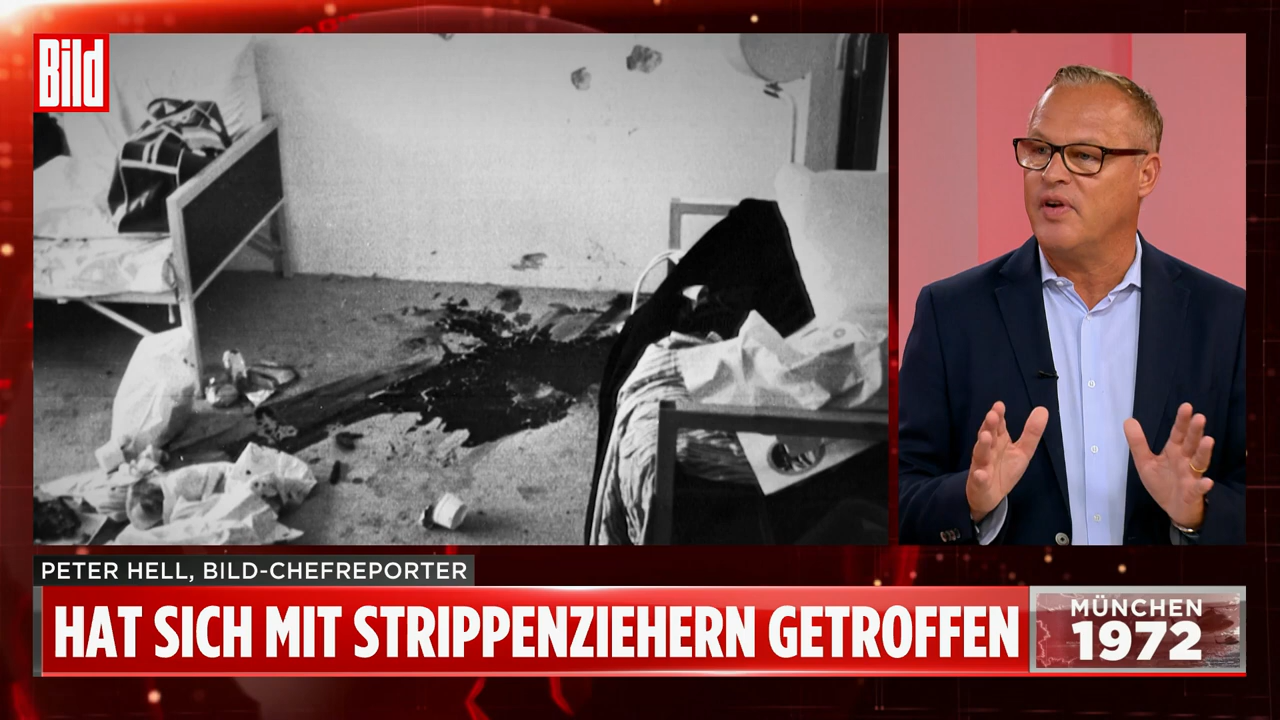 Bild
PETER HELL, BILD-CHEFREPORTER
HAT SICH MIT STRIPPENZIEHERN GETROFFEN
MÜNCHEN
1972